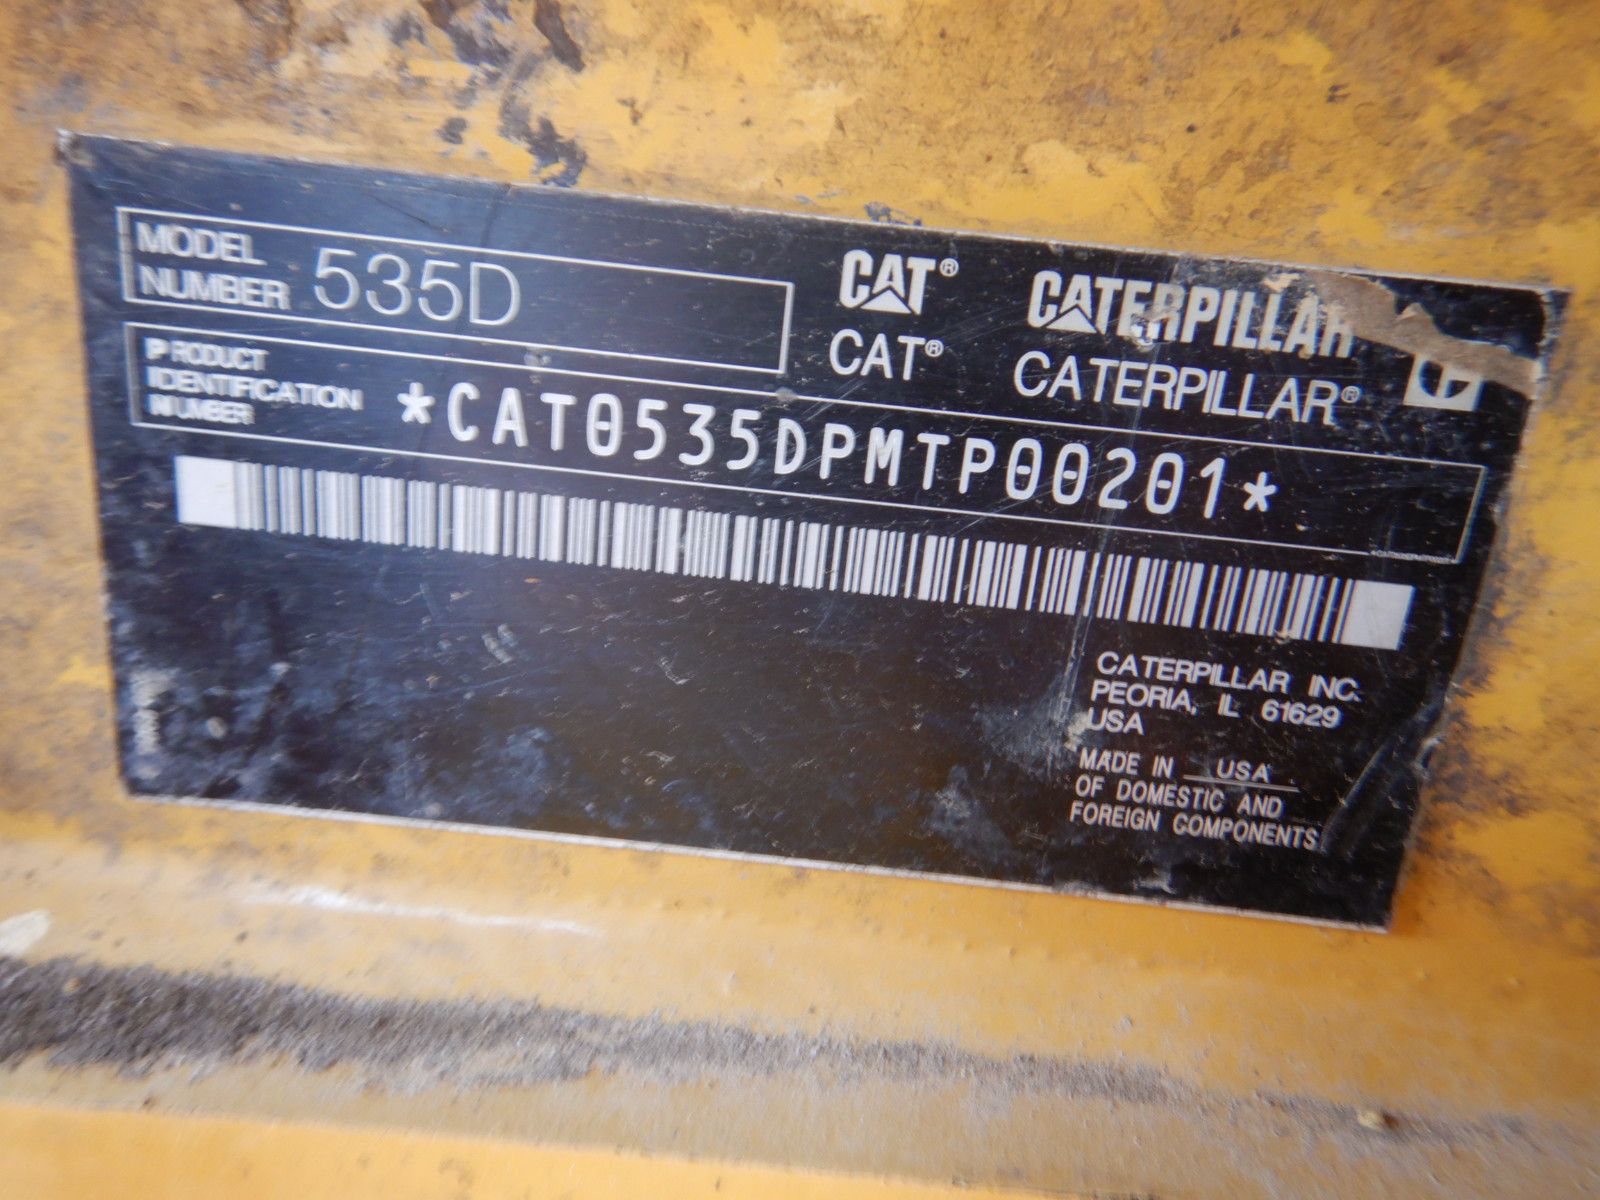 MODEL
NUMBER 535D
CAT® CATERPILLAR
CAT® CATERPILLAR®
PRODUCT
IDENTIFICATION
NUMBER
*CAT0535DPMTP00201*
CATERPILLAR INC.
PEORIA, IL 61629
USA
MADE IN USA
OF DOMESTIC AND
FOREIGN COMPONENTS